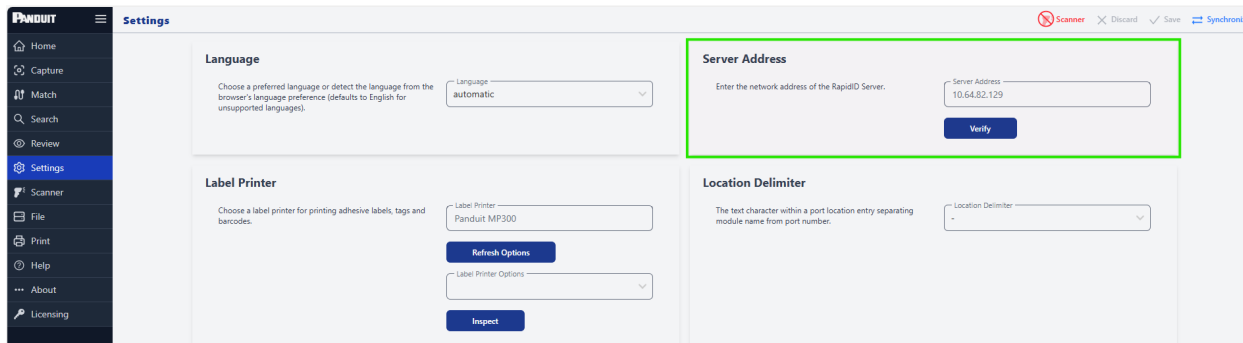 PANDUIT
Settings
Scanner
Discard
Save
Home
Capture
Match
Search
Review
Settings
Scanner
File
Print
Help
About
Licensing
Language
Choose a preferred language or detect the language from the
browser's language preference (defaults to English for
unsupported languages).
Language
automatic
Server Address
Enter the network address of the RapidID Server.
Server Address
10.64.82.129
Verify
Label Printer
Choose a label printer for printing adhesive labels, tags and
barcodes.
Label Printer
Panduit MP300
Refresh Options
Label Printer Options
Inspect
Location Delimiter
The text character within a port location entry separating
module name from port number.
Location Delimiter
-